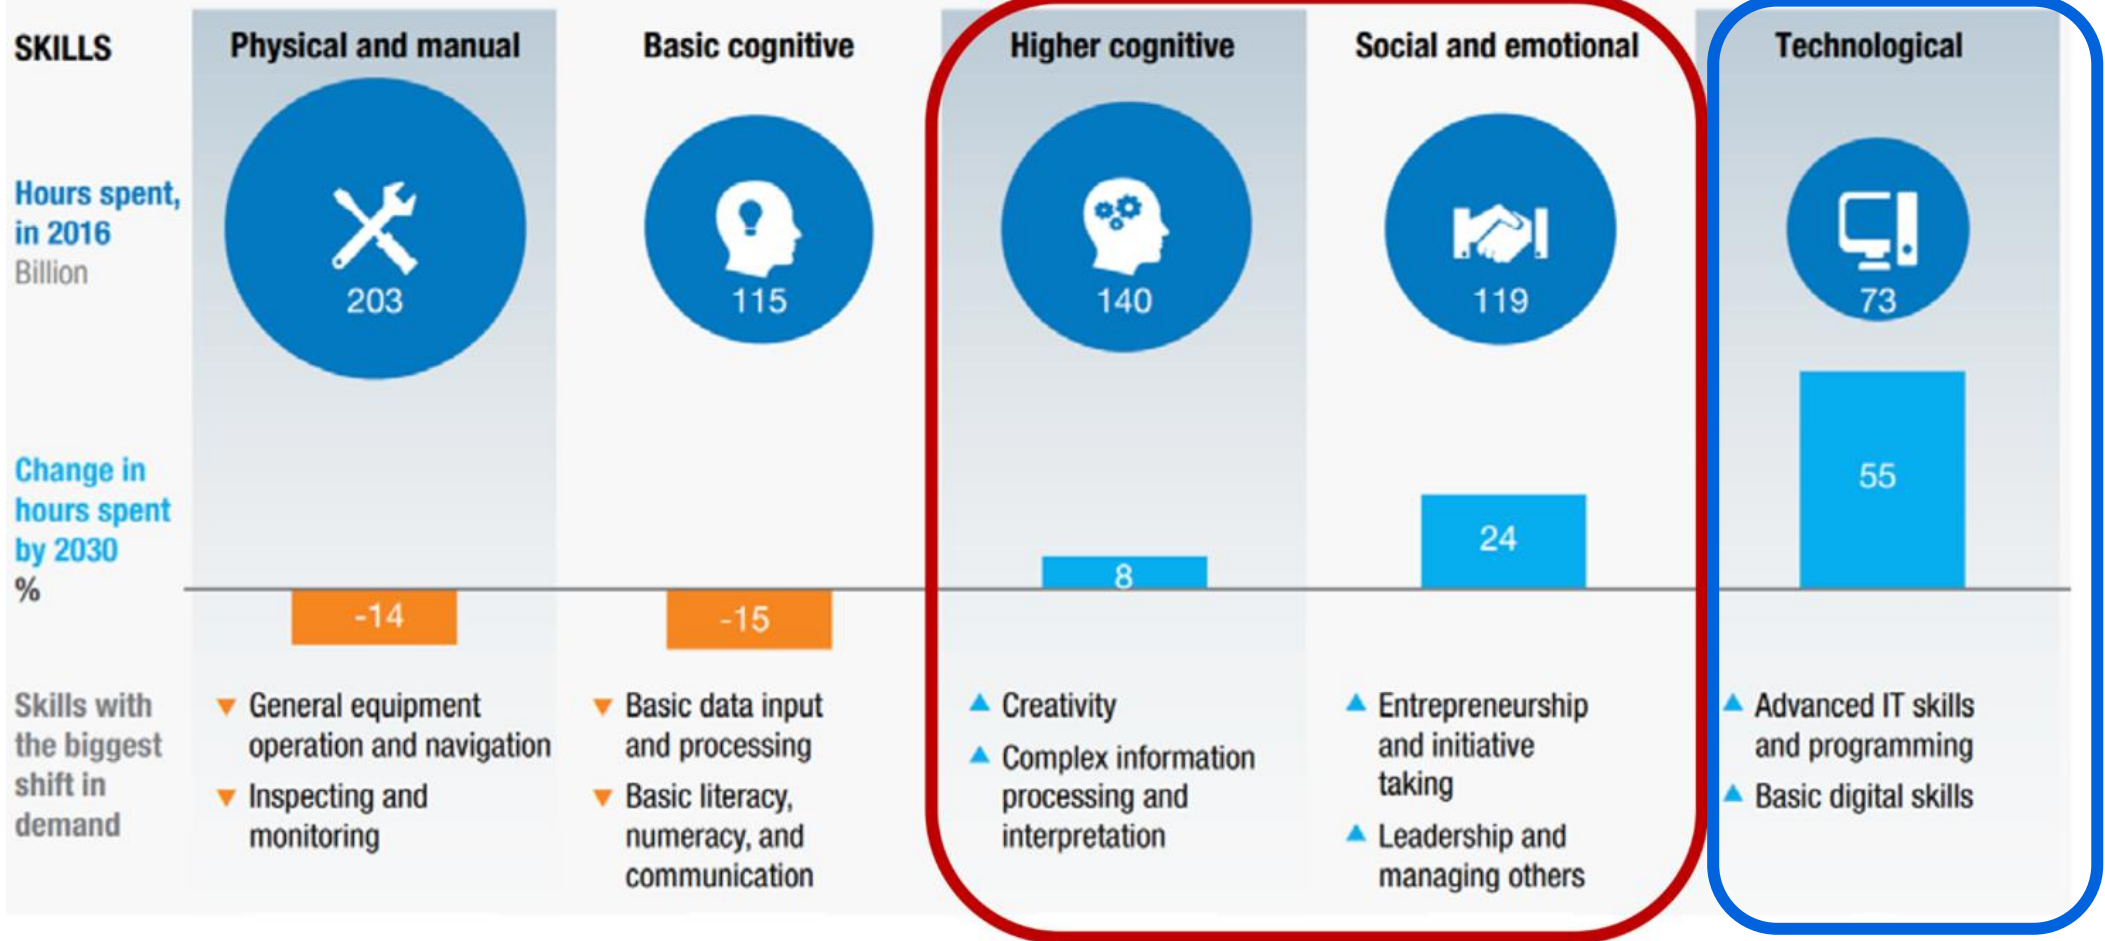 SKILLS
Physical and manual
Basic cognitive
Higher cognitive
Social and emotional
Technological
Hours spent,
in 2016
Billion
203
115
140
119
73
Change in
hours spent
by 2030
%
-14
-15
8
24
55
Skills with
the biggest
shift in
demand
General equipment
operation and navigation
Inspecting and
monitoring
Basic data input
and processing
Basic literacy,
numeracy, and
communication
Creativity
Complex information
processing and
interpretation
Entrepreneurship
and initiative
taking
Leadership and
managing others
Advanced IT skills
and programming
Basic digital skills